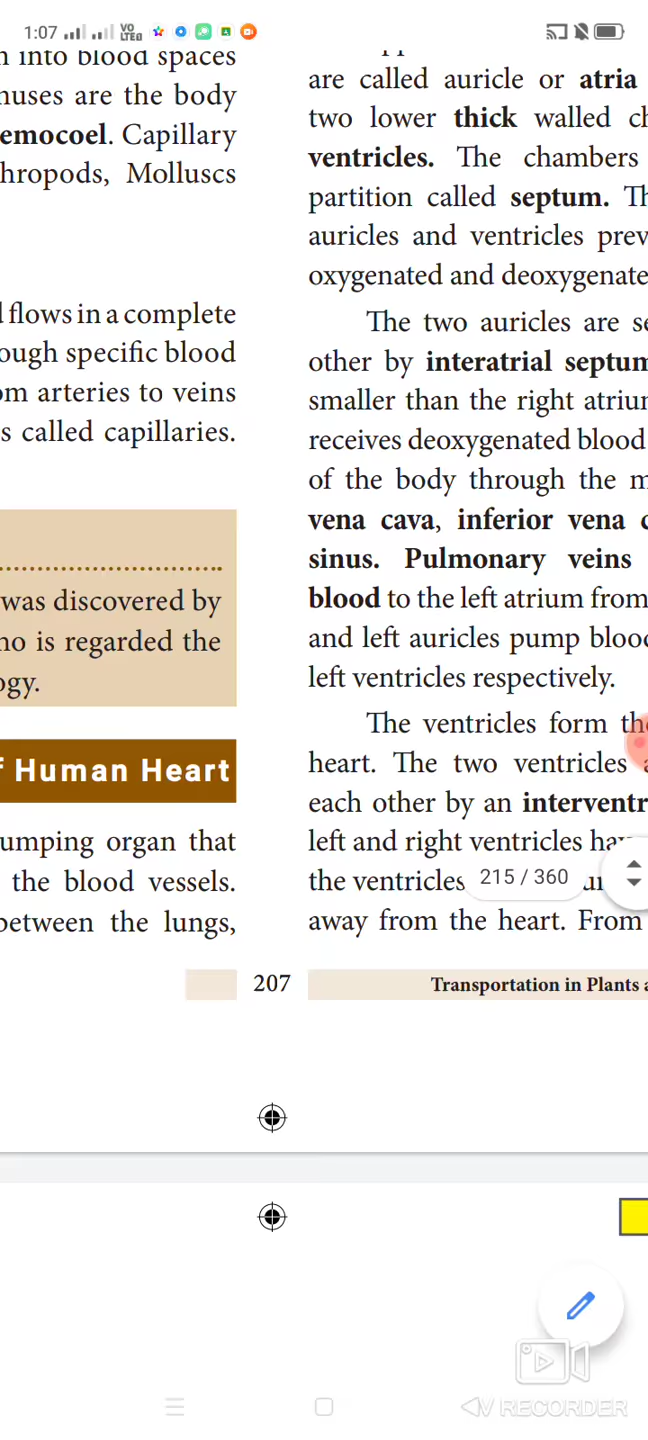 1:07
VO
LTE
into blood spaces
nuses are the body
emocoel. Capillary
hropods, Molluscs
flows in a complete
ough specific blood
om arteries to veins
s called capillaries.
was discovered by
ho is regarded the
ogy.
f Human Heart
umping organ that
the blood vessels.
between the lungs,
207
are called auricle or atria
two lower thick walled ch
ventricles. The chambers
partition called septum. Th
auricles and ventricles prev
oxygenated and deoxygenate
The two auricles are se
other by interatrial septum
smaller than the right atrium
receives deoxygenated blood
of the body through the m
vena cava, inferior vena c
sinus. Pulmonary veins
blood to the left atrium from
and left auricles pump blood
left ventricles respectively.
The ventricles form the
heart. The two ventricles a
each other by an interventr
left and right ventricles hav
the ventricles
215 / 360
away from the heart. From
Transportation in Plants a
V RECORDER